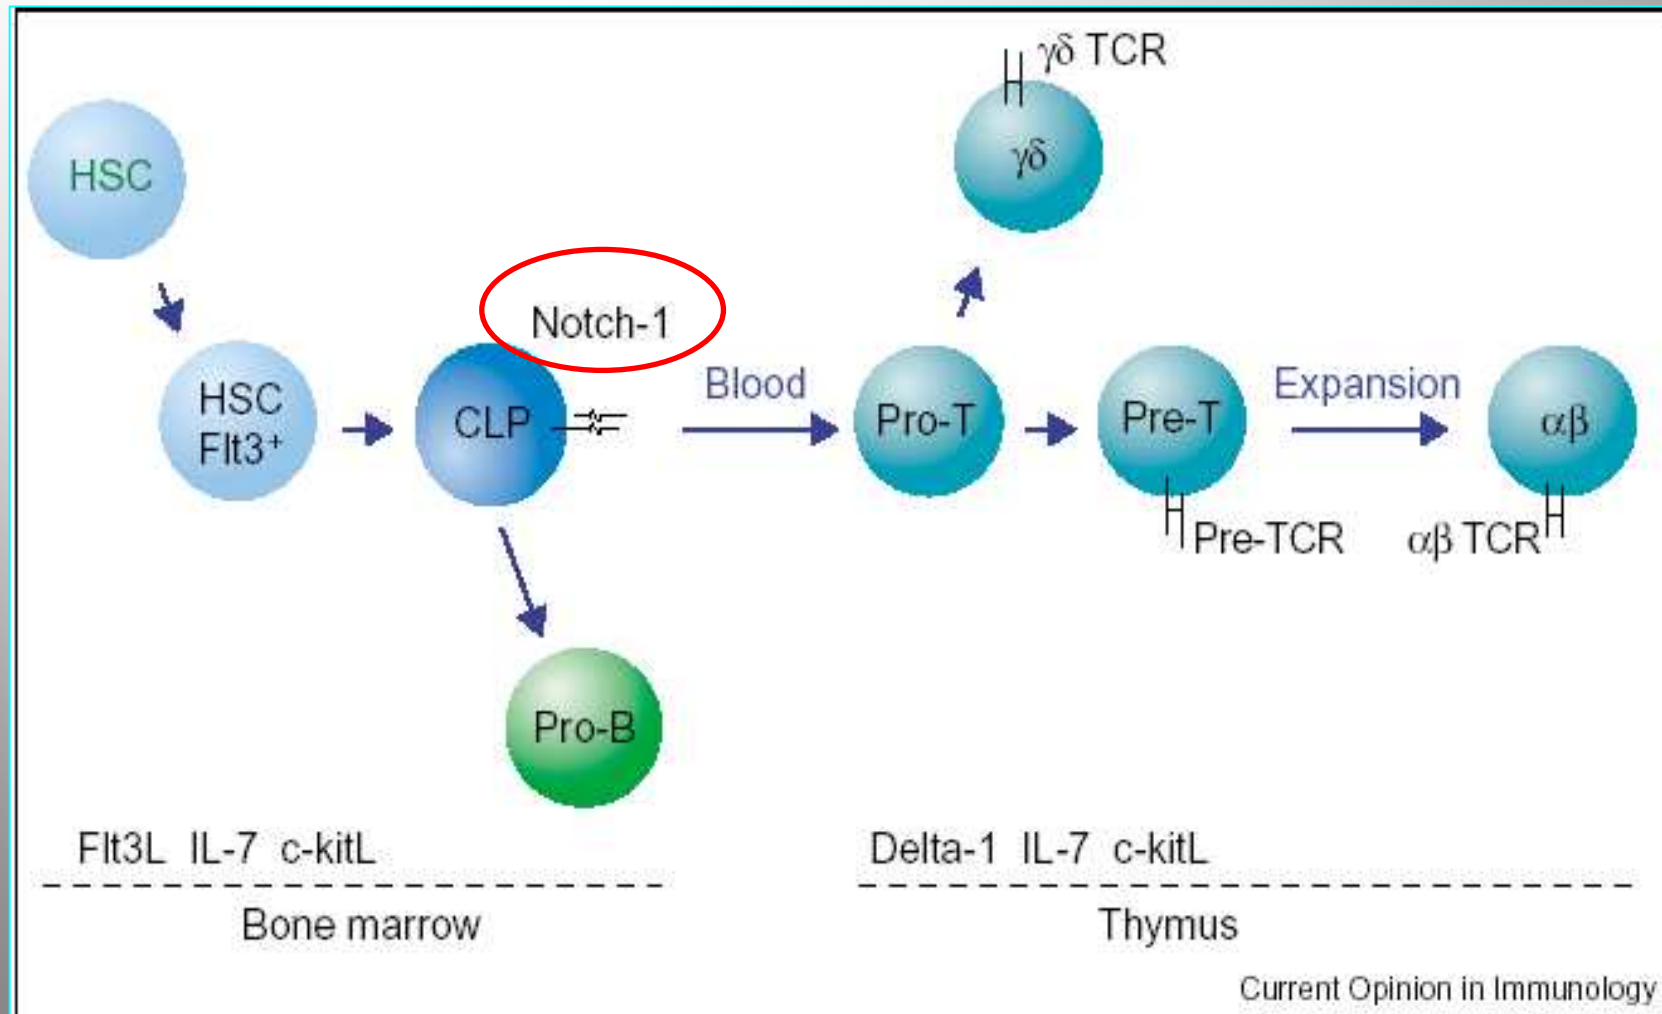 γδ TCR
γδ
HSC
Notch-1
HSC
Flt3⁺
CLP
Blood
Pro-T
Pre-T
Expansion
αβ
Pre-TCR
αβ TCR
Pro-B
Flt3L IL-7 c-kitL
Delta-1 IL-7 c-kitL
Bone marrow
Thymus
Current Opinion in Immunology